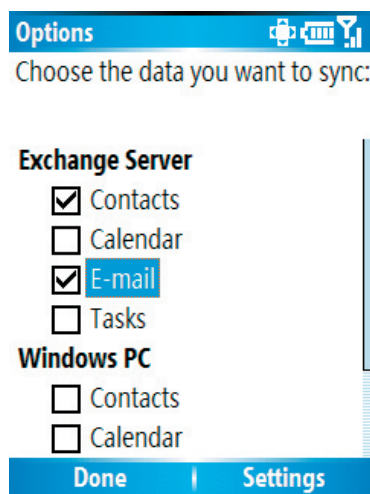 Options
Choose the data you want to sync:
Exchange Server
Contacts
Calendar
E-mail
Tasks
Windows PC
Contacts
Calendar
Done Settings